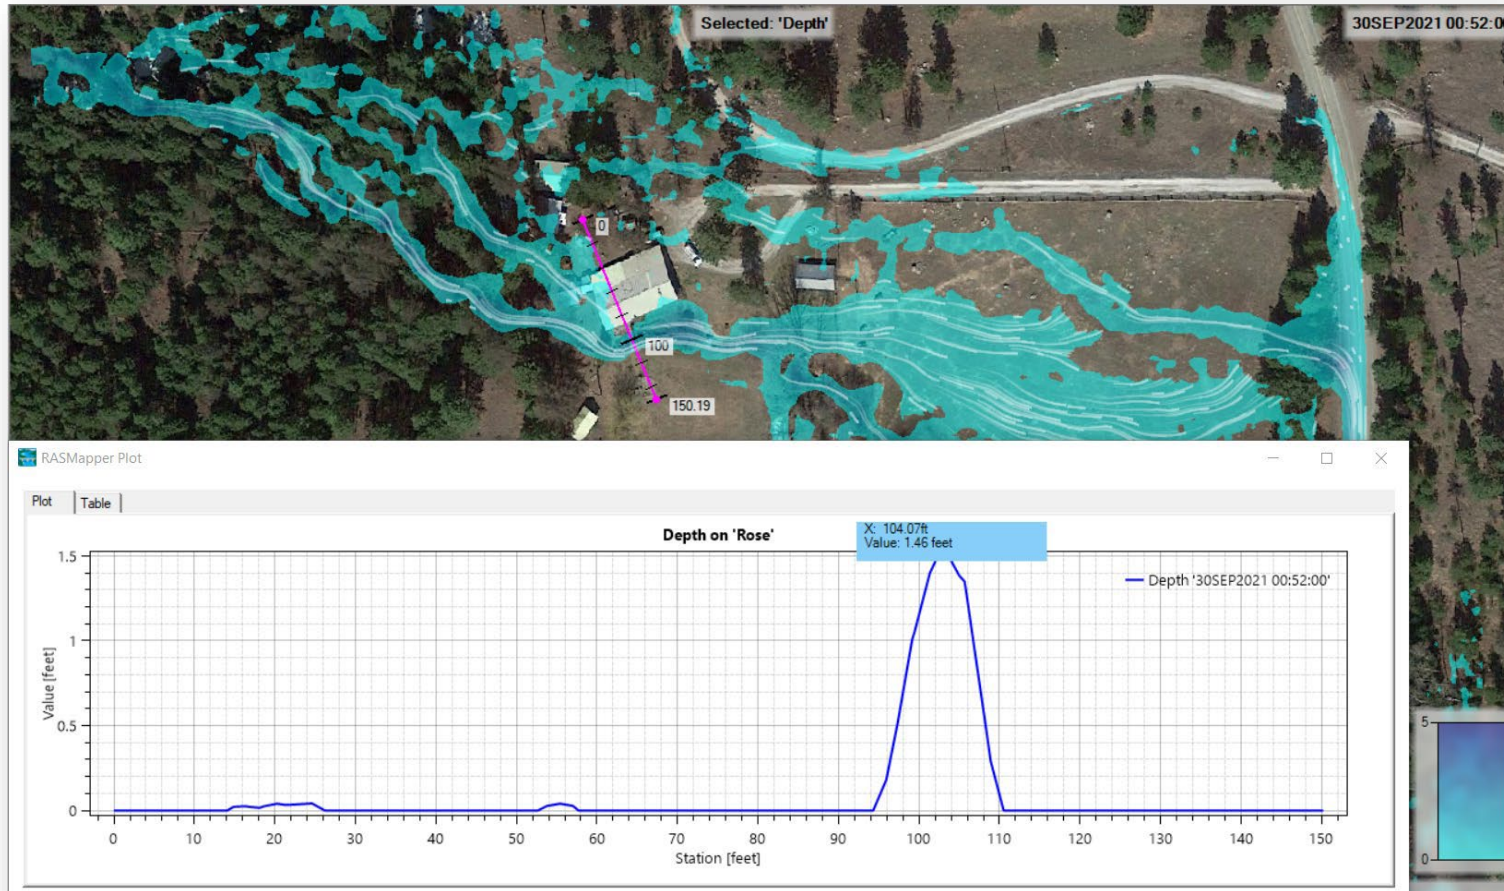 Selected: 'Depth'
30SEP2021 00:52:0
0
100
150.19
RASMapper Plot
Plot
Table
Depth on 'Rose'
X: 104.07ft
Value: 1.46 feet
Depth '30SEP2021 00:52:00'
1.5
1
0.5
0
Value [feet]
0 10 20 30 40 50 60 70 80 90 100 110 120 130 140 150
Station [feet]
5
0